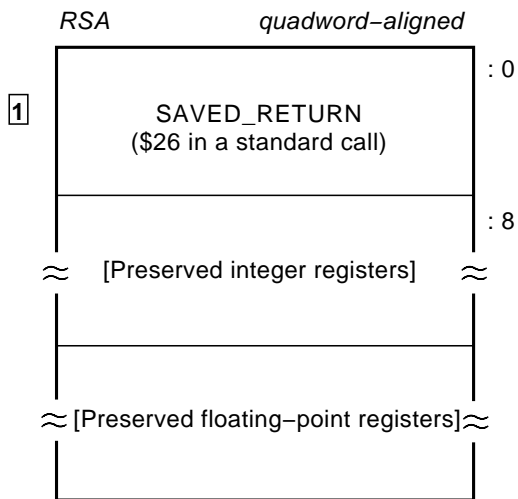 RSA quadword−aligned
: 0
1
SAVED_RETURN
($26 in a standard call)
: 8
[Preserved integer registers]
[Preserved floating−point registers]